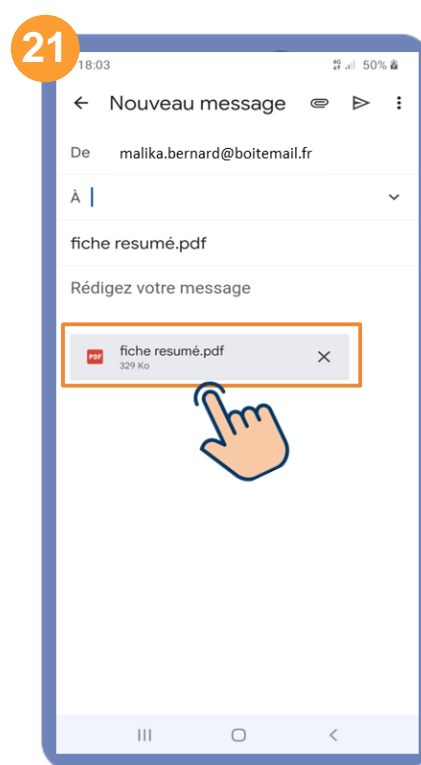 21
18:03
4G 50%
Nouveau message
De malika.bernard@boitemail.fr
À
fiche resumé.pdf
Rédigez votre message
PDF fiche resumé.pdf
329 Ko